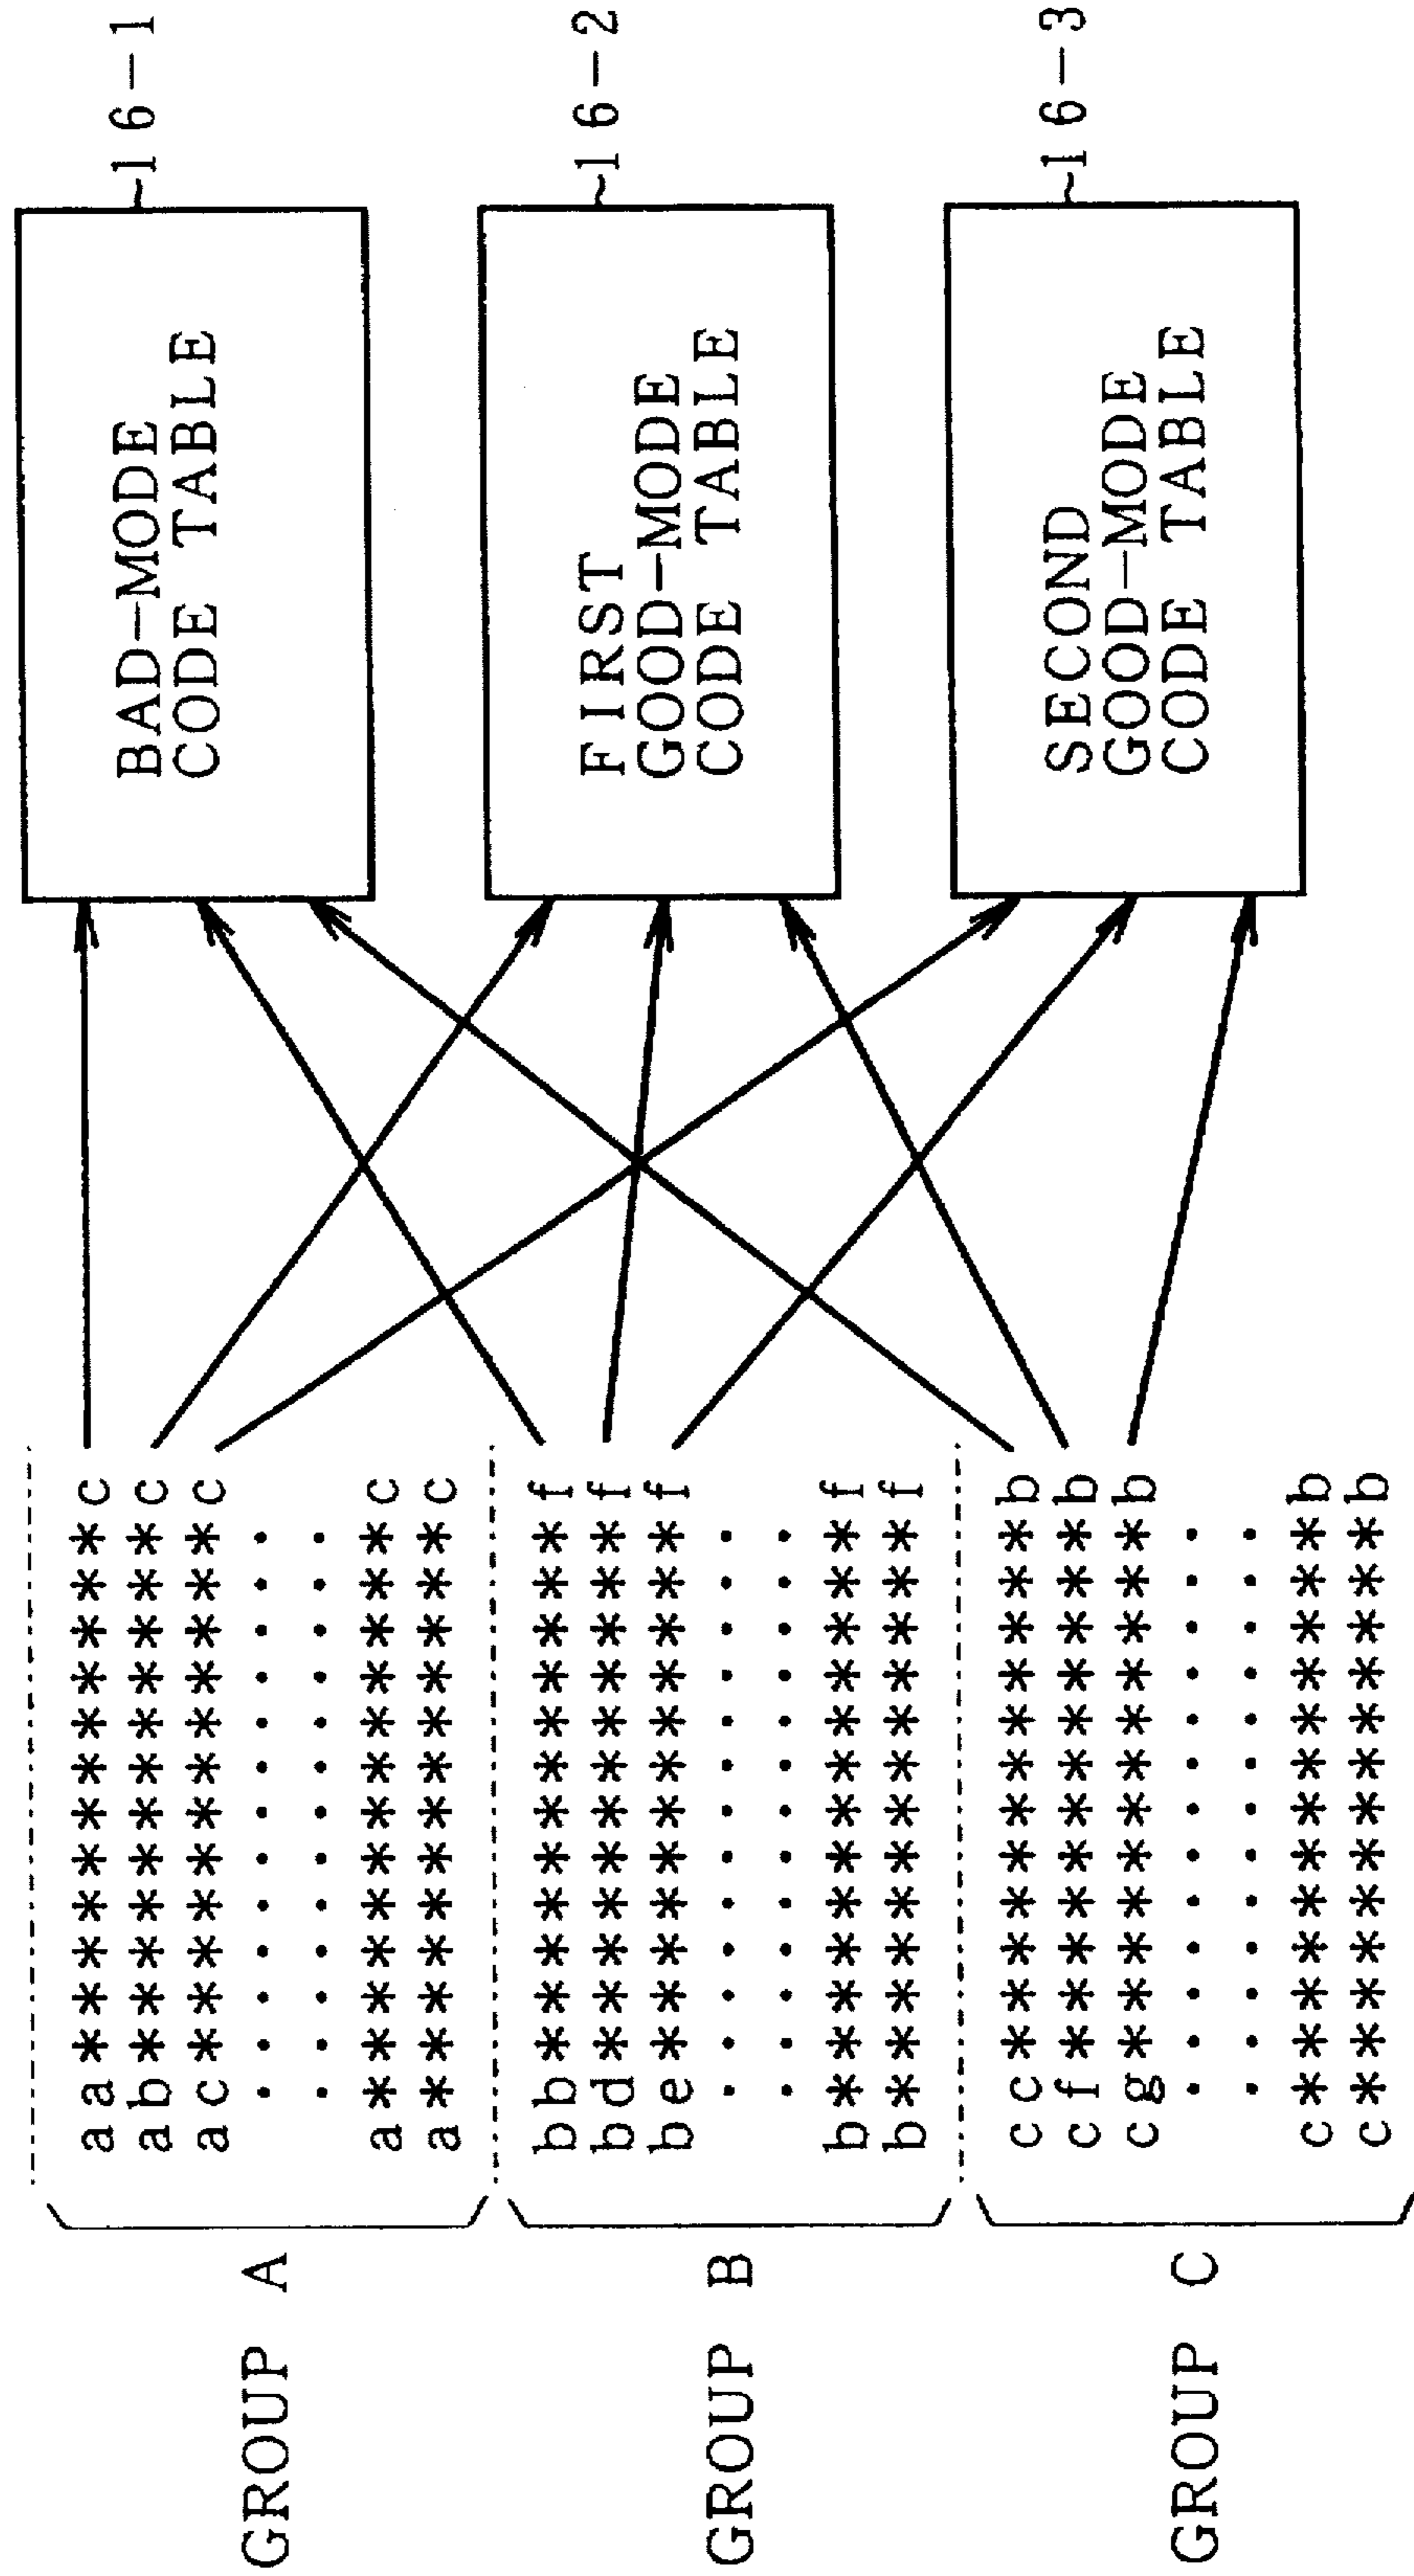 GROUP A
aa************c
ab************c
ac************c
. . . . . . . . . . . . .
. . . . . . . . . . . . .
a*************c
a*************c
BAD-MODE
CODE TABLE
16-1
GROUP B
bb************f
bd************f
be************f
. . . . . . . . . . . . .
. . . . . . . . . . . . .
b*************f
b*************f
FIRST
GOOD-MODE
CODE TABLE
16-2
GROUP C
cc************b
cf************b
cg************b
. . . . . . . . . . . . .
. . . . . . . . . . . . .
c*************b
c*************b
SECOND
GOOD-MODE
CODE TABLE
16-3